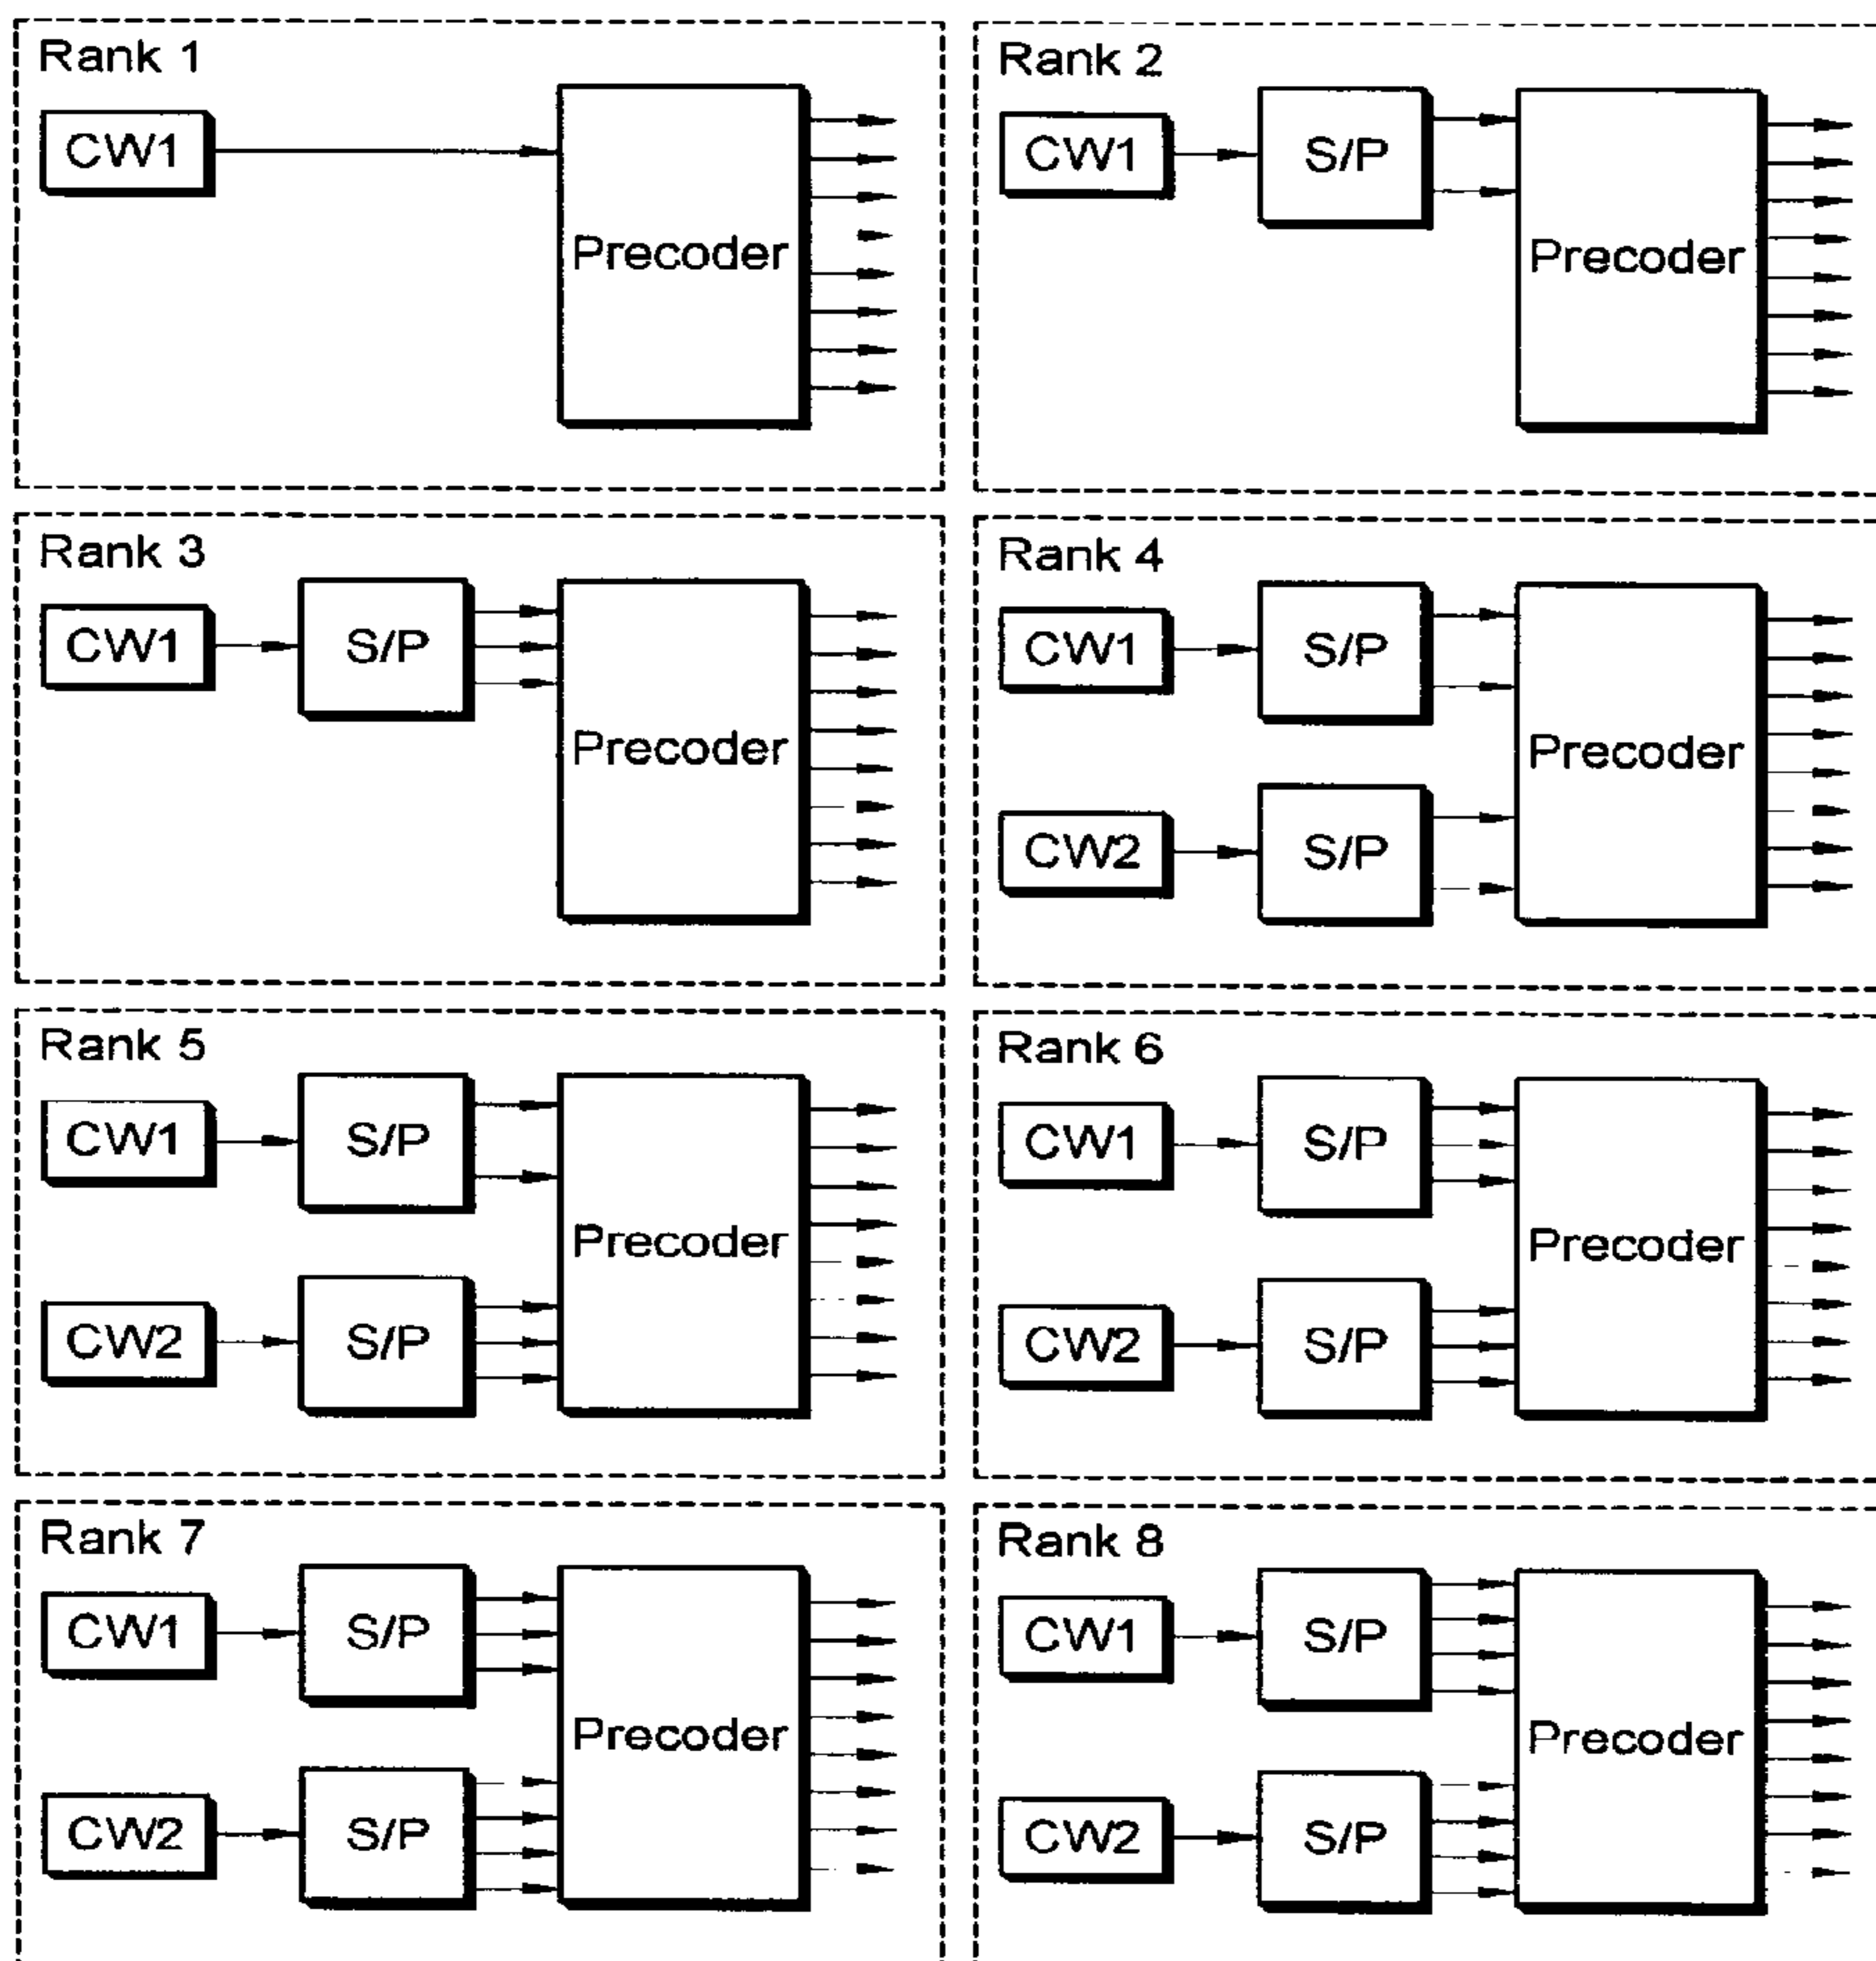 Rank 1
CW1
Precoder
Rank 2
CW1
S/P
Precoder
Rank 3
CW1
S/P
Precoder
Rank 4
CW1
S/P
Precoder
CW2
S/P
Rank 5
CW1
S/P
Precoder
CW2
S/P
Rank 6
CW1
S/P
Precoder
CW2
S/P
Rank 7
CW1
S/P
Precoder
CW2
S/P
Rank 8
CW1
S/P
Precoder
CW2
S/P